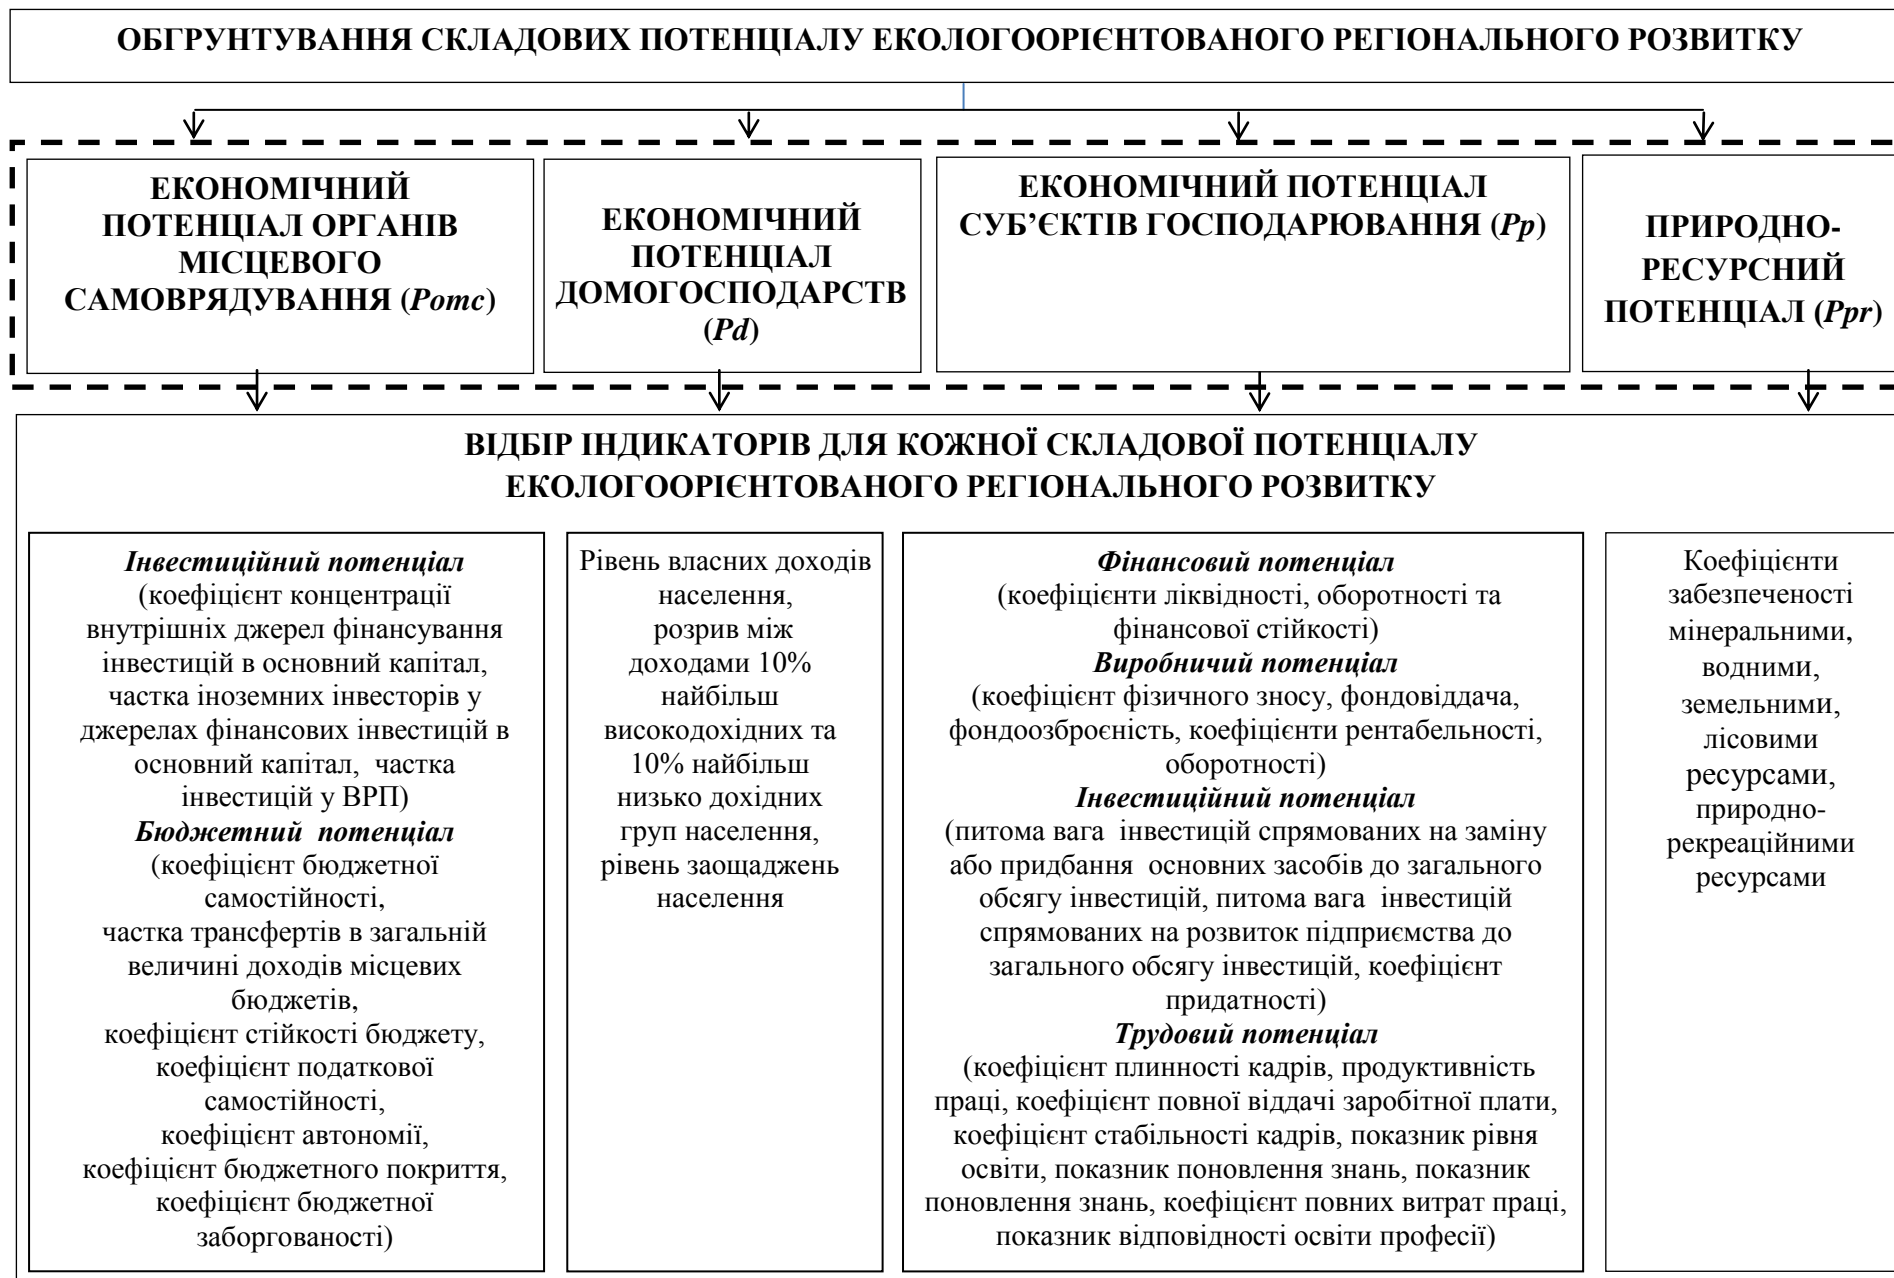 ОБГРУНТУВАННЯ СКЛАДОВИХ ПОТЕНЦІАЛУ ЕКОЛОГООРІЄНТОВАНОГО РЕГІОНАЛЬНОГО РОЗВИТКУ
ЕКОНОМІЧНИЙ
ПОТЕНЦІАЛ ОРГАНІВ
МІСЦЕВОГО
САМОВРЯДУВАННЯ (Pomc)
ЕКОНОМІЧНИЙ
ПОТЕНЦІАЛ
ДОМОГОСПОДАРСТВ
(Pd)
ЕКОНОМІЧНИЙ ПОТЕНЦІАЛ
СУБ’ЄКТІВ ГОСПОДАРЮВАННЯ (Pp)
ПРИРОДНО-
РЕСУРСНИЙ
ПОТЕНЦІАЛ (Ppr)
ВІДБІР ІНДИКАТОРІВ ДЛЯ КОЖНОЇ СКЛАДОВОЇ ПОТЕНЦІАЛУ
ЕКОЛОГООРІЄНТОВАНОГО РЕГІОНАЛЬНОГО РОЗВИТКУ
Інвестиційний потенціал
(коефіцієнт концентрації
внутрішніх джерел фінансування
інвестицій в основний капітал,
частка іноземних інвесторів у
джерелах фінансових інвестицій в
основний капітал, частка
інвестицій у ВРП)
Бюджетний потенціал
(коефіцієнт бюджетної
самостійності,
частка трансфертів в загальній
величині доходів місцевих
бюджетів,
коефіцієнт стійкості бюджету,
коефіцієнт податкової
самостійності,
коефіцієнт автономії,
коефіцієнт бюджетного покриття,
коефіцієнт бюджетної
заборгованості)
Рівень власних доходів
населення,
розрив між
доходами 10%
найбільш
високодохідних та
10% найбільш
низько дохідних
груп населення,
рівень заощаджень
населення
Фінансовий потенціал
(коефіцієнти ліквідності, оборотності та
фінансової стійкості)
Виробничий потенціал
(коефіцієнт фізичного зносу, фондовіддача,
фондоозброєність, коефіцієнти рентабельності,
оборотності)
Інвестиційний потенціал
(питома вага інвестицій спрямованих на заміну
або придбання основних засобів до загального
обсягу інвестицій, питома вага інвестицій
спрямованих на розвиток підприємства до
загального обсягу інвестицій, коефіцієнт
придатності)
Трудовий потенціал
(коефіцієнт плинності кадрів, продуктивність
праці, коефіцієнт повної віддачі заробітної плати,
коефіцієнт стабільності кадрів, показник рівня
освіти, показник поновлення знань, показник
поновлення знань, коефіцієнт повних витрат праці,
показник відповідності освіти професії)
Коефіцієнти
забезпеченості
мінеральними,
водними,
земельними,
лісовими
ресурсами,
природно-
рекреаційними
ресурсами